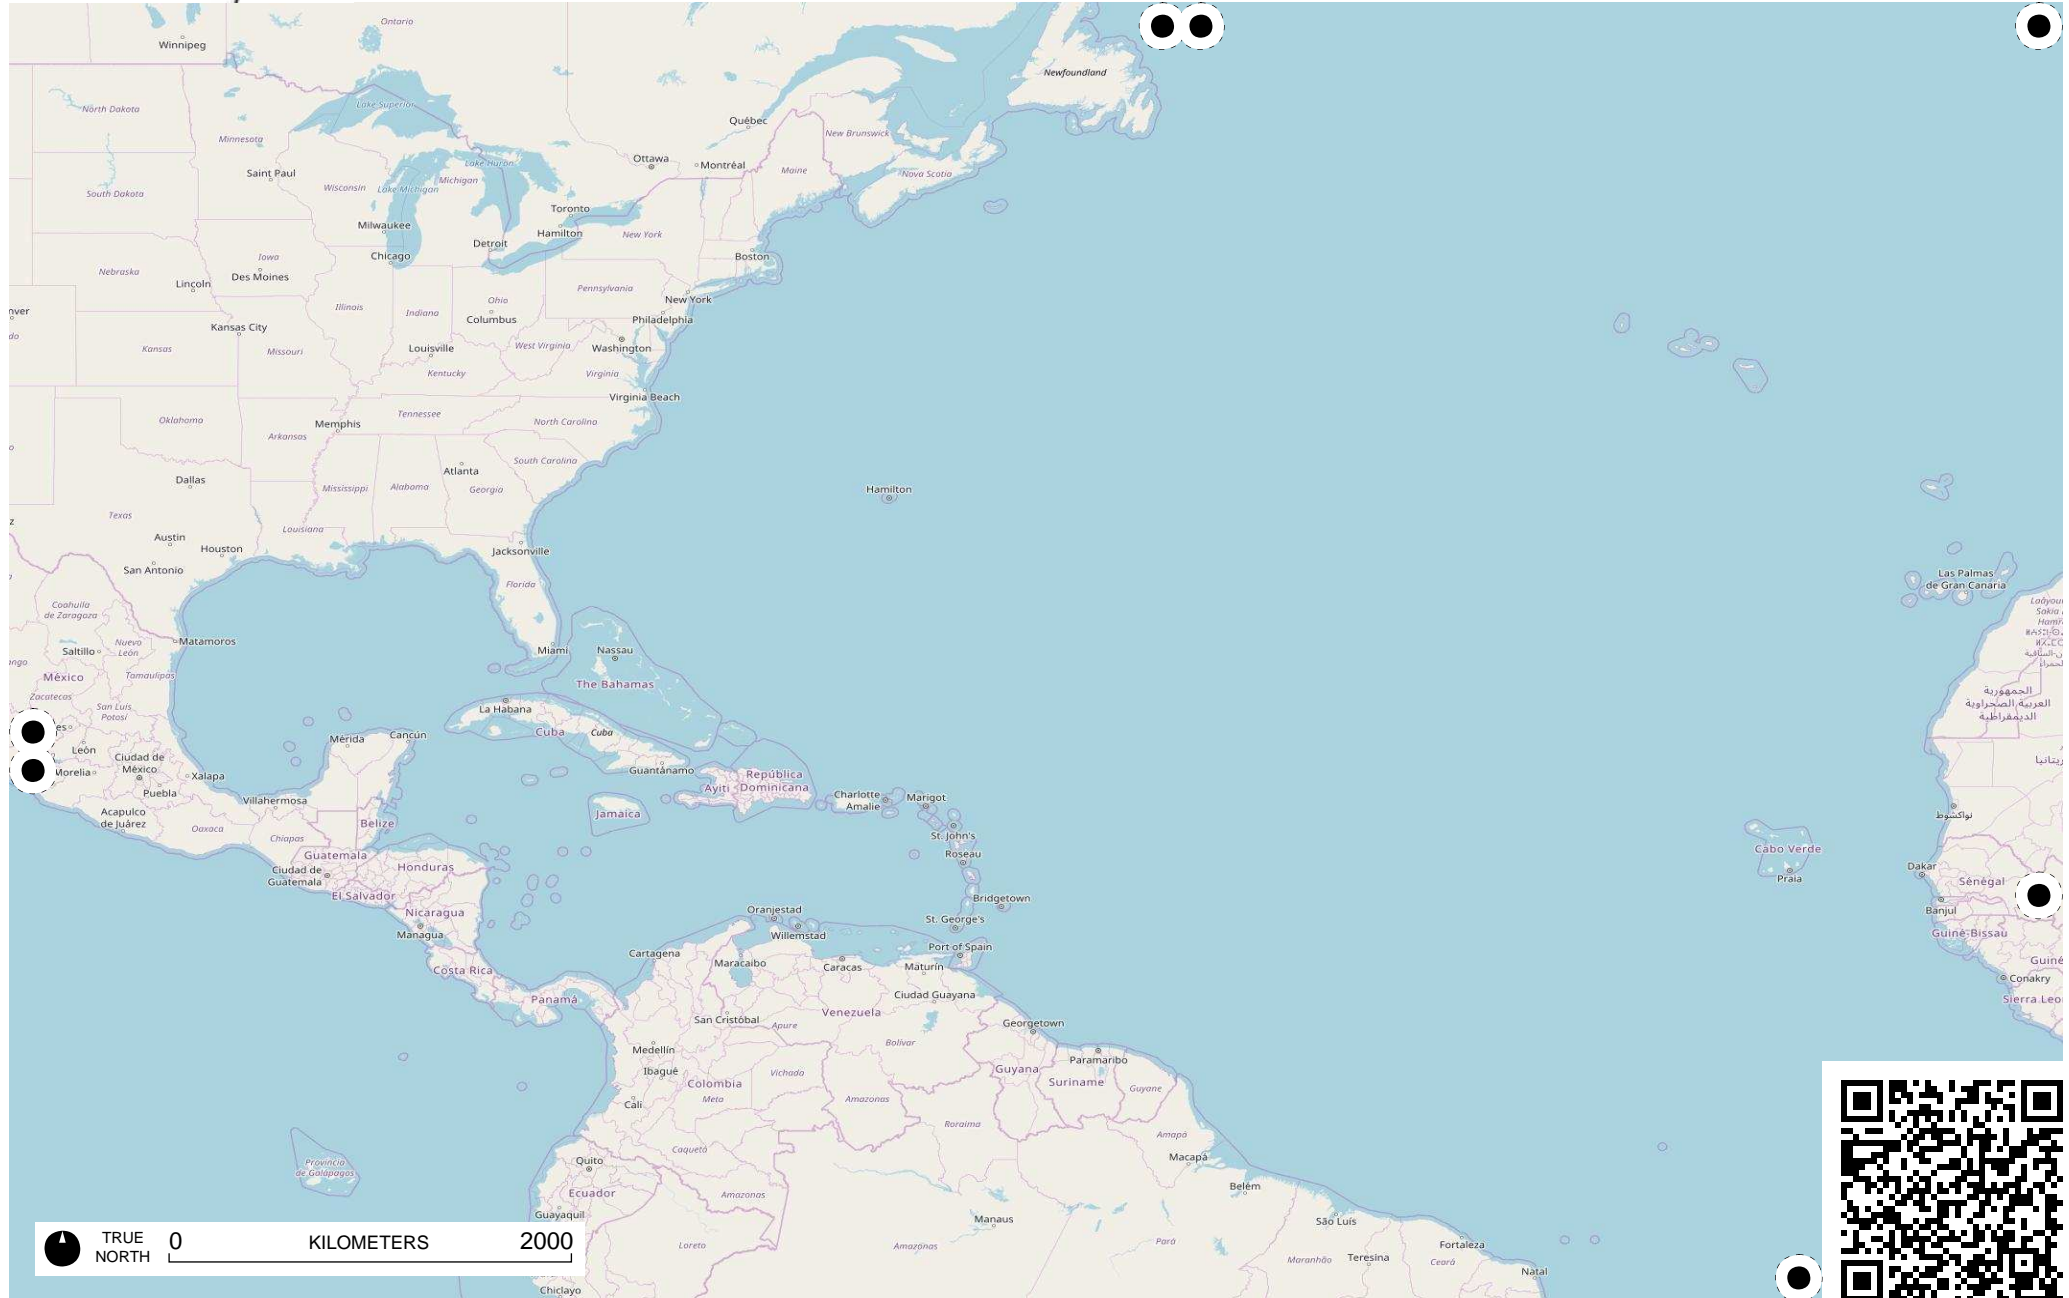 Ontario
Winnipeg
Newfoundland
North Dakota
Lake Superior
Québec
New Brunswick
Minnesota
Ottawa
Montréal
Maine
Nova Scotia
Saint Paul
Lake Huron
Wisconsin
Lake Michigan
Michigan
South Dakota
Toronto
Milwaukee
Hamilton
New York
Detroit
Boston
Chicago
Iowa
Nebraska
Des Moines
Lincoln
Pennsylvania
New York
Ohio
Illinois
Indiana
Columbus
Philadelphia
nver
do
Kansas City
Kansas
Missouri
Louisville
West Virginia
Washington
Kentucky
Virginia
Virginia Beach
Oklahoma
Memphis
Tennessee
North Carolina
Arkansas
South Carolina
Atlanta
Dallas
Mississippi
Alabama
Georgia
Hamilton
Texas
Louisiana
Austin
Houston
San Antonio
Jacksonville
Florida
Las Palmas
de Gran Canaria
Coahuila
de Zaragoza
Nuevo
León
Matamoros
Saltillo
ngo
México
Tamaulipas
Zacatecas
San Luis
Potosí
Miami
Nassau
The Bahamas
الجمهورية
العربية الصحراوية
الديمقراطية
La Habana
Cuba
Cuba
es
León
Morelia
Ciudad de
México
Xalapa
Puebla
Mérida
Cancún
Guantánamo
Ayiti
República
Dominicana
Acapulco
de Juárez
Villahermosa
Oaxaca
Chiapas
Belize
Jamaica
Charlotte
Amalie
Marigot
St. John's
Roseau
نواكشوط
Cabo Verde
Praia
Guatemala
Ciudad de
Guatemala
Honduras
El Salvador
Nicaragua
Managua
Dakar
Sénégal
Banjul
Guiné-Bissau
Bridgetown
Oranjestad
St. George's
Willemstad
Port of Spain
Cartagena
Maracaibo
Caracas
Maturín
Costa Rica
Guiné
Conakry
Sierra Leo
Panamá
Ciudad Guayana
San Cristóbal
Apure
Venezuela
Georgetown
Medellín
Bolívar
Paramaribo
Ibagué
Guyana
Suriname
Guyane
Colombia
Vichada
Meta
Cali
Amazonas
Roraima
Amapá
Caquetá
Macapá
Provincia
de Galápagos
Quito
Ecuador
Amazonas
Belém
Guayaquil
Manaus
São Luís
TRUE
NORTH
0 KILOMETERS 2000
Loreto
Amazonas
Pará
Maranhão
Teresina
Ceará
Fortaleza
Natal
Chiclayo